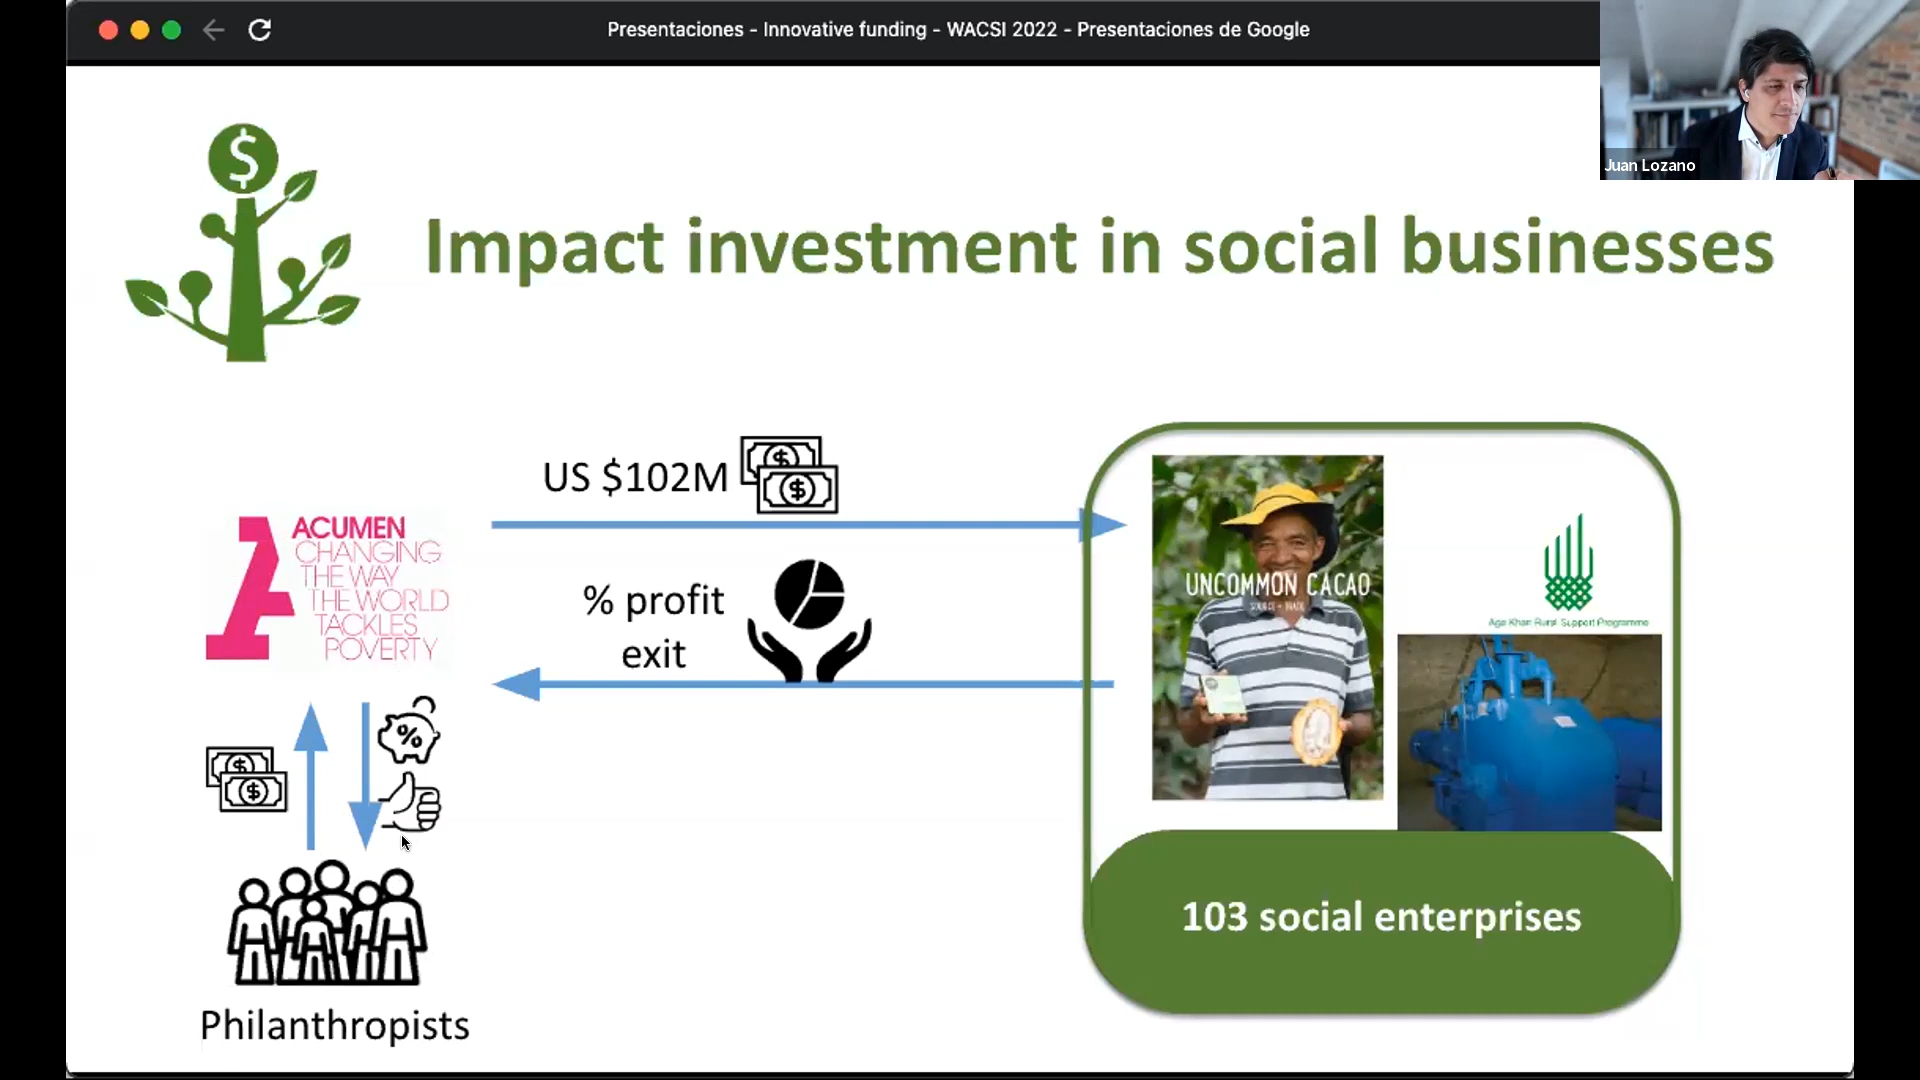 Presentaciones - Innovative funding - WACSI 2022 - Presentaciones de Google
Juan Lozano
$
Impact investment in social businesses
US $102M
$
$
ACUMEN
CHANGING
THE WAY
THE WORLD
TACKLES
POVERTY
% profit
exit
UNCOMMON CACAO
SOURCE + TRADE
Aga Khan Rural Support Programme
%
$
$
103 social enterprises
Philanthropists